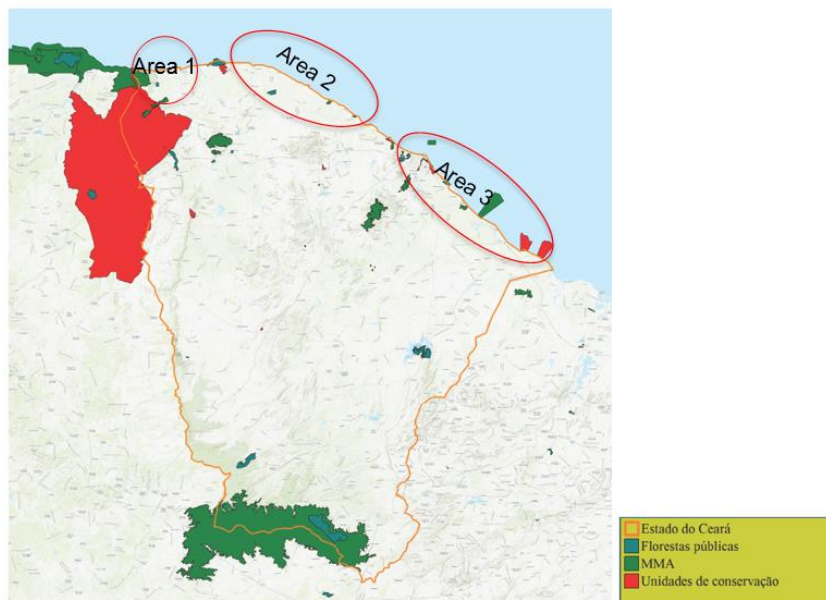 Area 1
Area 2
Area 3
Estado do Ceará
Florestas públicas
MMA
Unidades de conservação